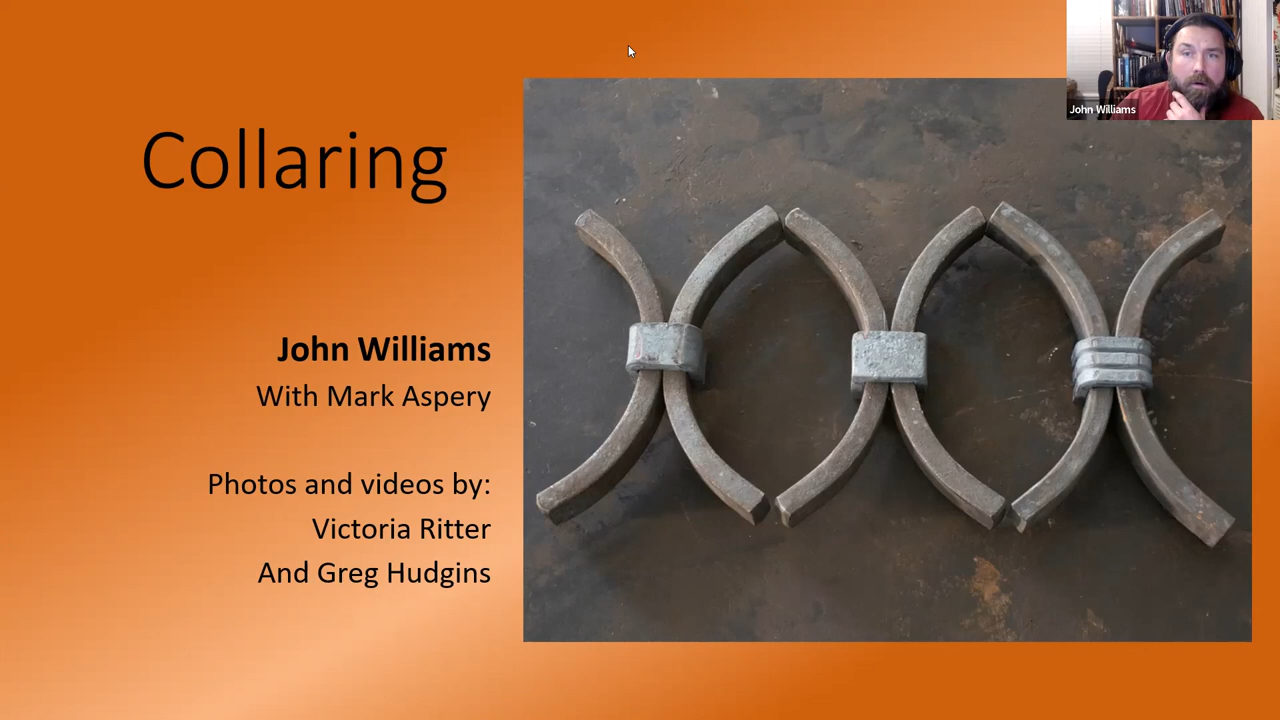 Collaring
John Williams
With Mark Aspery
Photos and videos by:
Victoria Ritter
And Greg Hudgins
John Williams